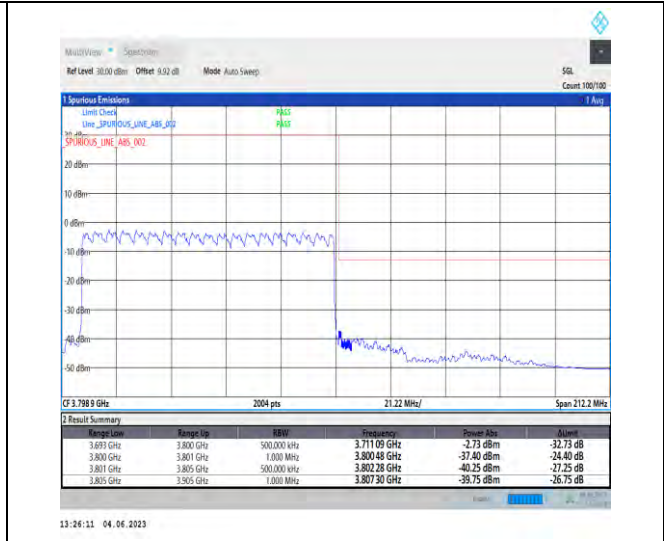 MultiView Spectrum
Ref Level 30.00 dBm Offset 9.92 dB Mode Auto Sweep SGL
Count 100/100
1 Spurious Emissions 1 Avg
Limit Check PASS
Line _SPURIOUS_LINE_ABS_002 PASS
30 dBm
_SPURIOUS_LINE_ABS_002
20 dBm
10 dBm
0 dBm
-10 dBm
-20 dBm
-30 dBm
-40 dBm
-50 dBm
CF 3.7989 GHz 2004 pts 21.22 MHz/ Span 212.2 MHz
2 Result Summary
Range Low Range Up RBW Frequency Power Abs ΔLimit
3.693 GHz 3.800 GHz 500.000 kHz 3.711 09 GHz -2.73 dBm -32.73 dB
3.800 GHz 3.801 GHz 1.000 MHz 3.800 48 GHz -37.40 dBm -24.40 dB
3.801 GHz 3.805 GHz 500.000 kHz 3.802 28 GHz -40.25 dBm -27.25 dB
3.805 GHz 3.905 GHz 1.000 MHz 3.807 30 GHz -39.75 dBm -26.75 dB
13:26:11 04.06.2023